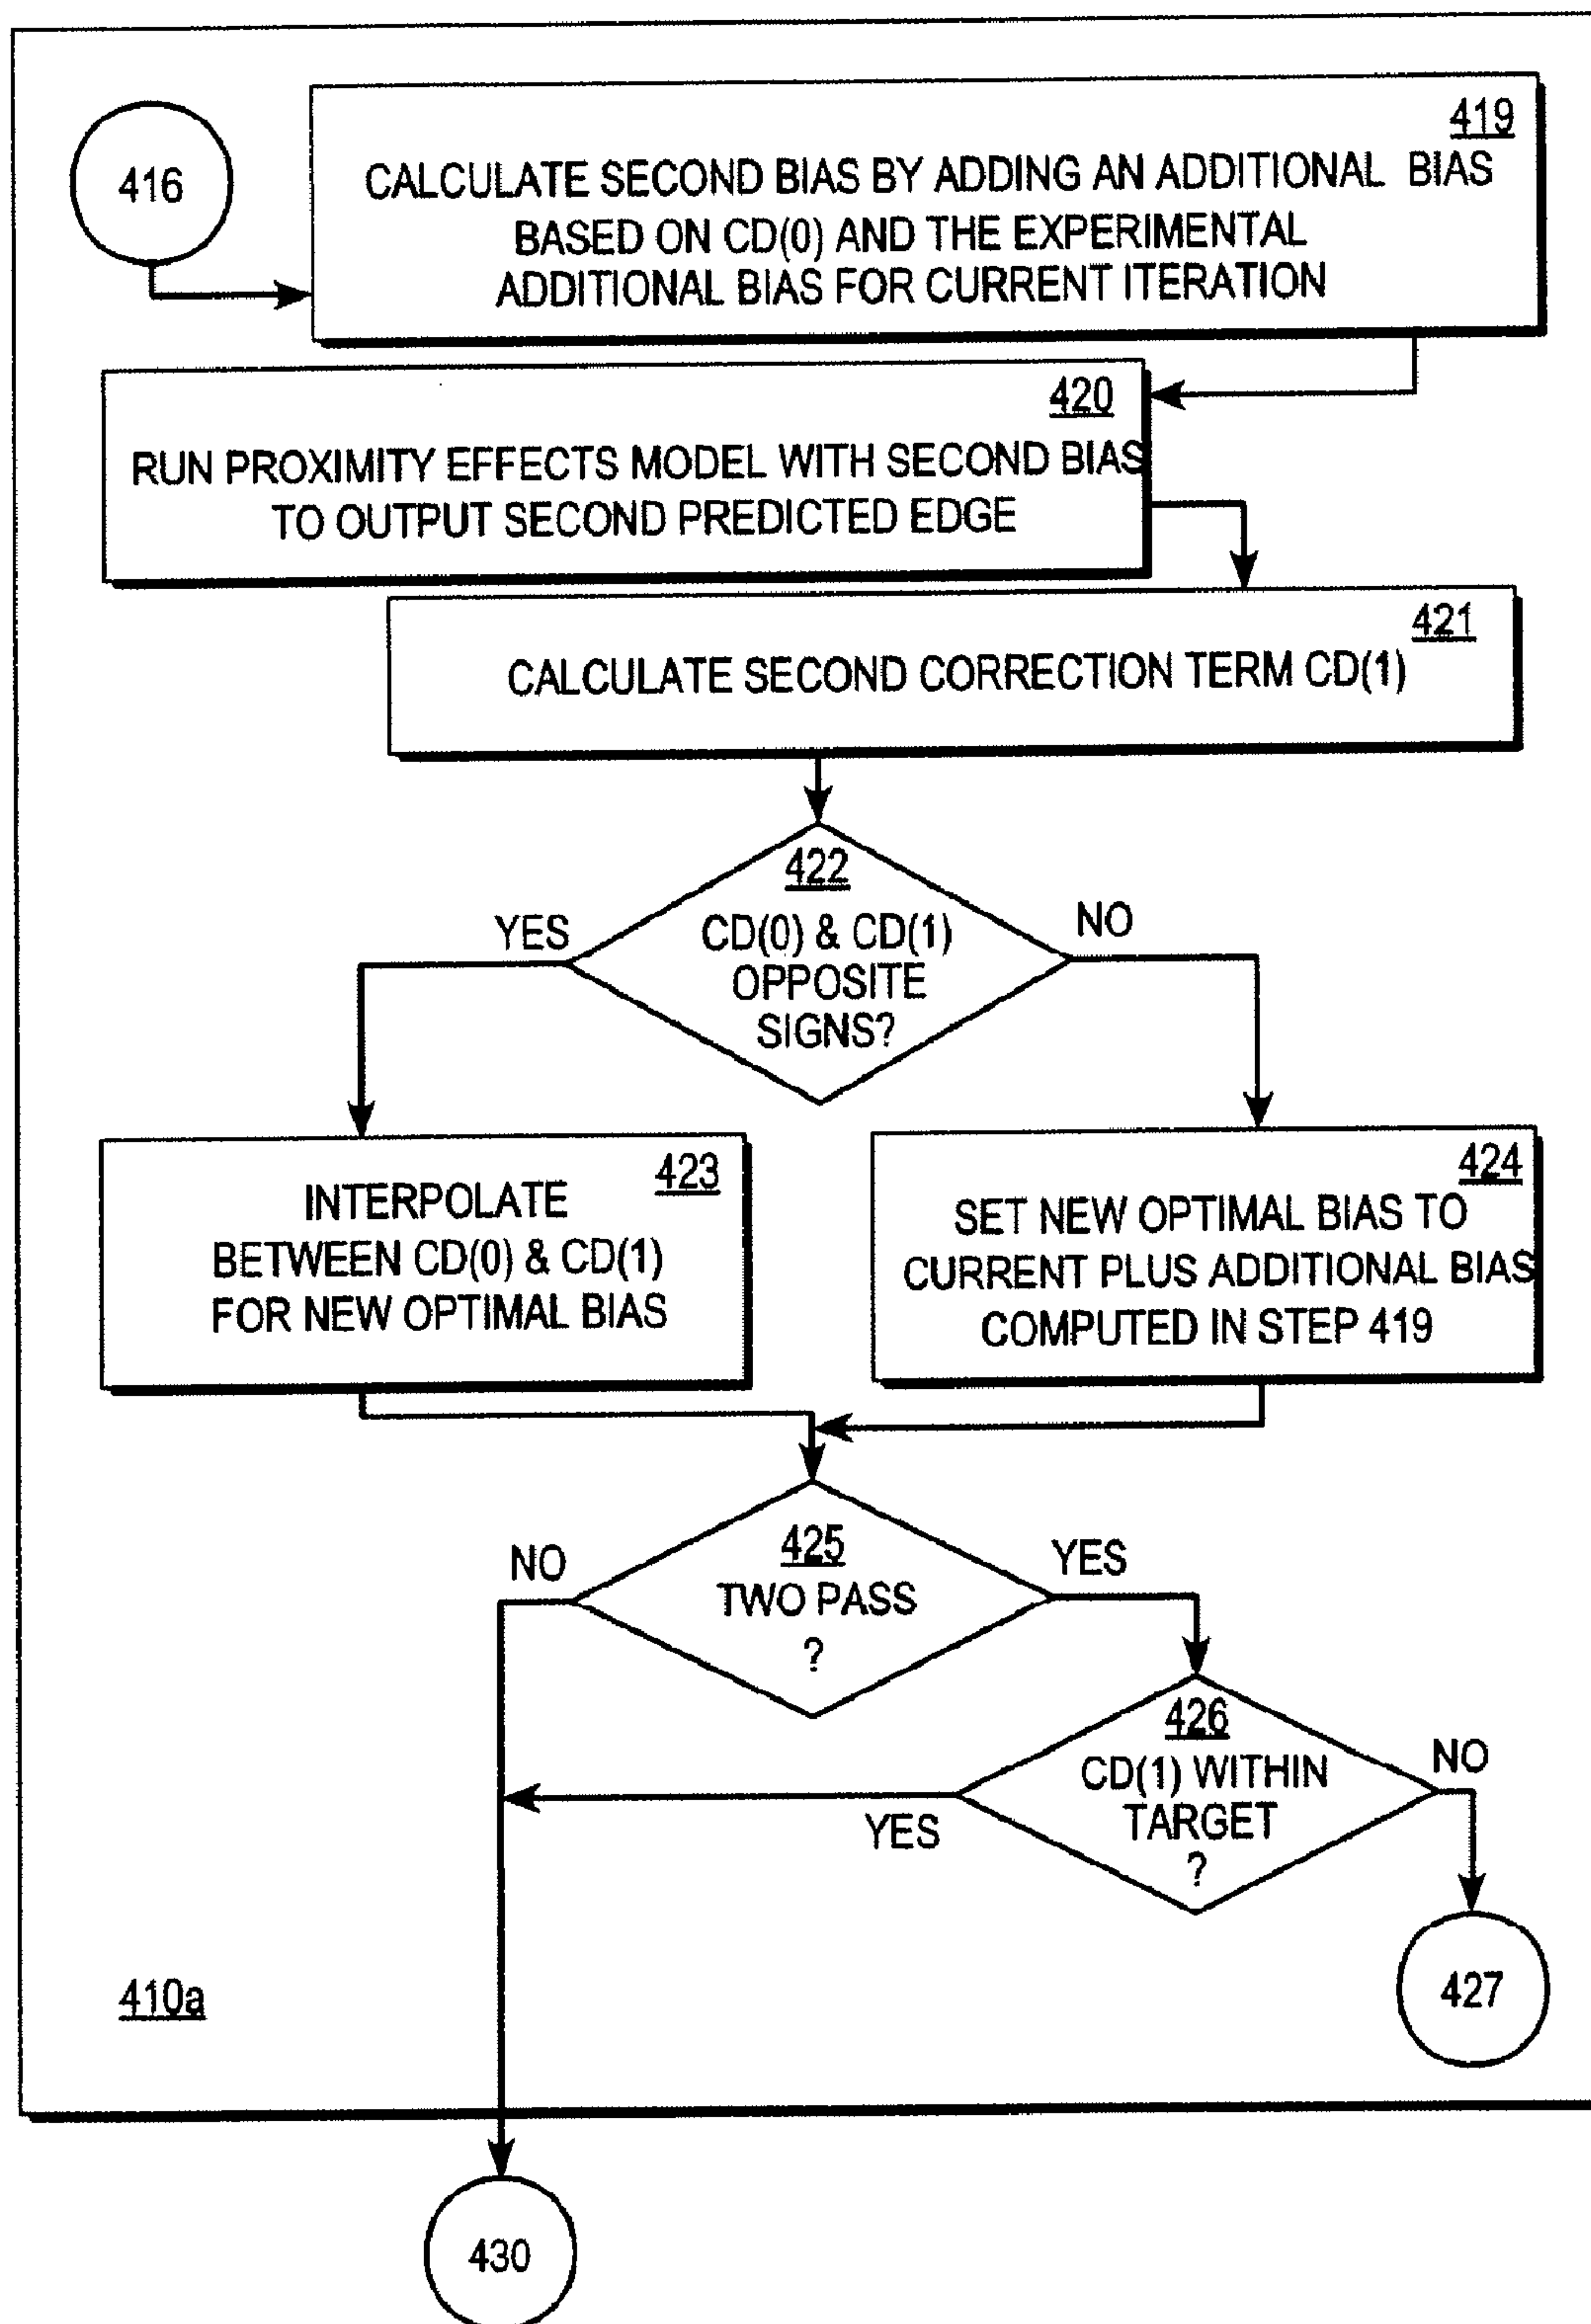 416
419
CALCULATE SECOND BIAS BY ADDING AN ADDITIONAL BIAS
BASED ON CD(0) AND THE EXPERIMENTAL
ADDITIONAL BIAS FOR CURRENT ITERATION
420
RUN PROXIMITY EFFECTS MODEL WITH SECOND BIAS
TO OUTPUT SECOND PREDICTED EDGE
421
CALCULATE SECOND CORRECTION TERM CD(1)
422
YES
CD(0) & CD(1)
NO
OPPOSITE
SIGNS?
423
INTERPOLATE
BETWEEN CD(0) & CD(1)
FOR NEW OPTIMAL BIAS
424
SET NEW OPTIMAL BIAS TO
CURRENT PLUS ADDITIONAL BIAS
COMPUTED IN STEP 419
425
NO
YES
TWO PASS
?
426
CD(1) WITHIN
NO
TARGET
YES
?
427
410a
430